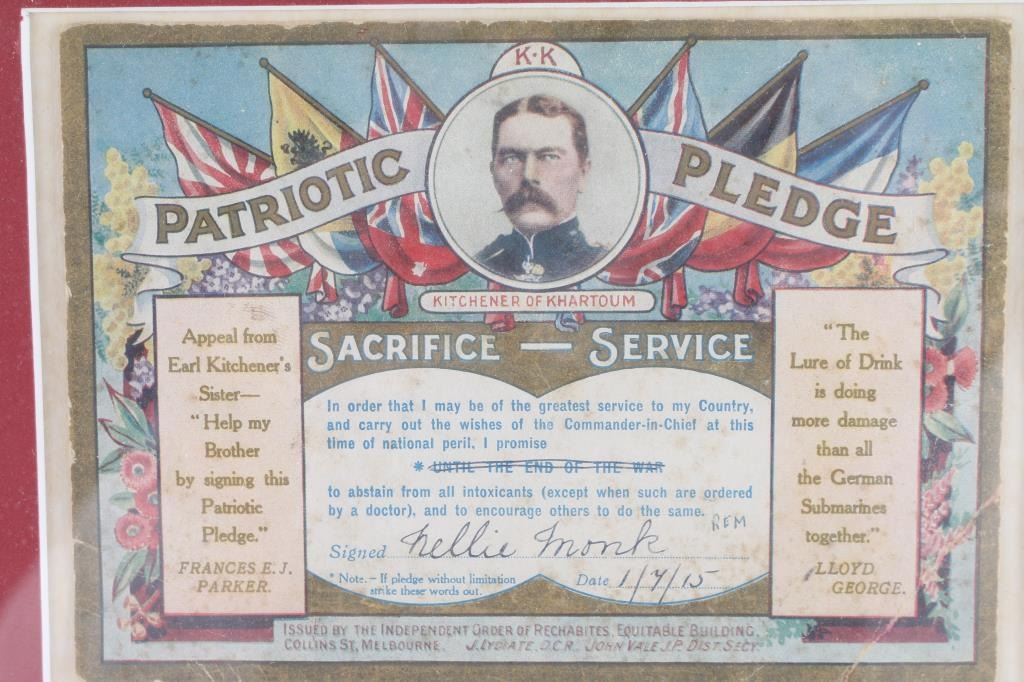 K·K
PATRIOTIC PLEDGE
KITCHENER OF KHARTOUM
SACRIFICE — SERVICE
Appeal from
Earl Kitchener's
Sister—
"Help my
Brother
by signing this
Patriotic
Pledge."
FRANCES E. J.
PARKER.
In order that I may be of the greatest service to my Country,
and carry out the wishes of the Commander-in-Chief at this
time of national peril, I promise
* UNTIL THE END OF THE WAR
to abstain from all intoxicants (except when such are ordered
by a doctor), and to encourage others to do the same.
REM
Signed Nellie Monk
* Note. – If pledge without limitation
strike these words out.
Date 1/7/15
"The
Lure of Drink
is doing
more damage
than all
the German
Submarines
together."
LLOYD
GEORGE.
ISSUED BY THE INDEPENDENT ORDER OF RECHABITES, EQUITABLE BUILDING,
COLLINS ST, MELBOURNE. J. LYDIATE, D.C.R. JOHN VALE J.P. DIST. SECY.